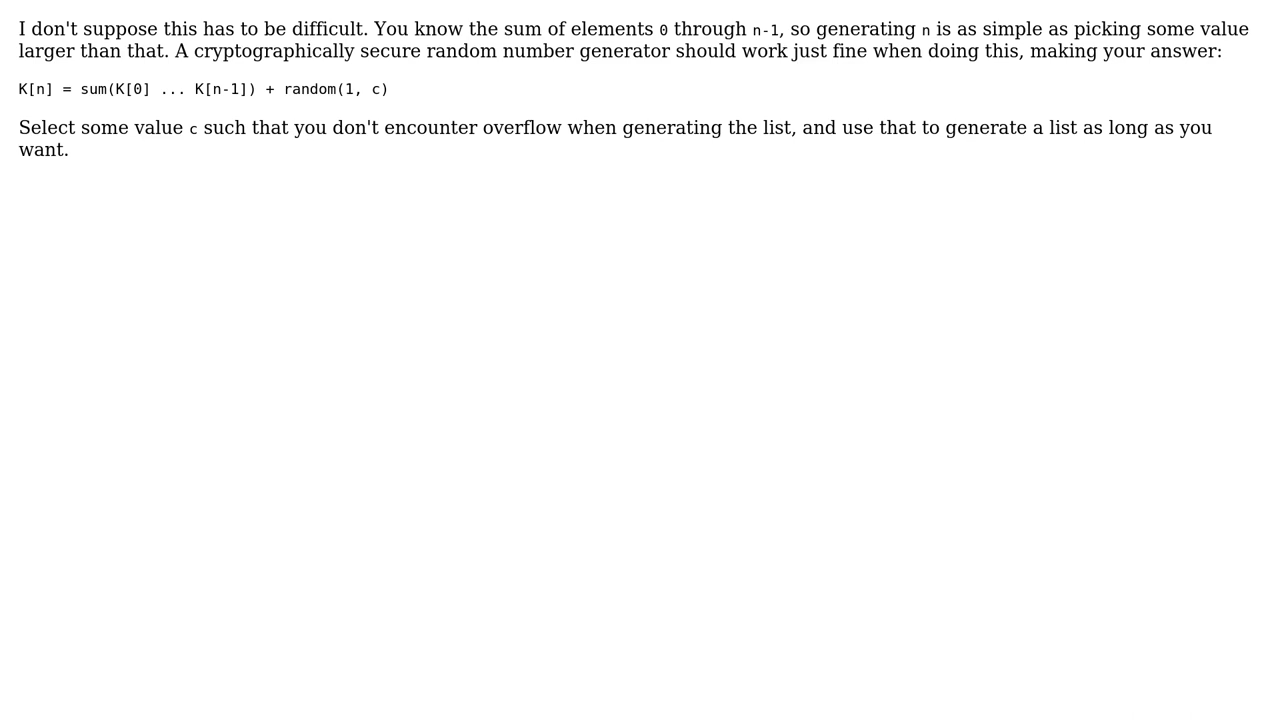 I don't suppose this has to be difficult. You know the sum of elements 0 through n-1, so generating n is as simple as picking some value
larger than that. A cryptographically secure random number generator should work just fine when doing this, making your answer:
K[n] = sum(K[0] ... K[n-1]) + random(1, c)
Select some value c such that you don't encounter overflow when generating the list, and use that to generate a list as long as you
want.